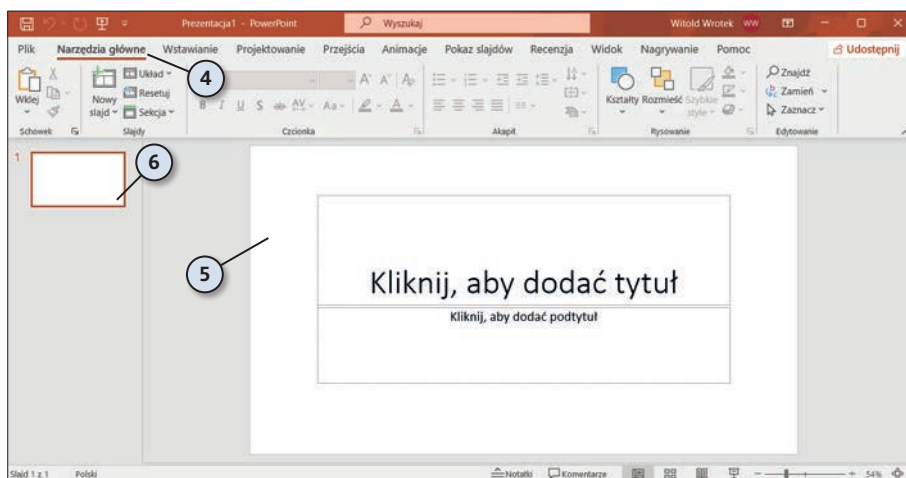 Prezentacja1 - PowerPoint Wyszukaj Witold Wrotek WW
Plik Narzędzia główne Wstawianie Projektowanie Przejścia Animacje Pokaz slajdów Recenzja Widok Nagrywanie Pomoc Udostępnij
4
Wklej
Nowy slajd
Układ
Resetuj
Sekcja
B I U S ab AV Aa A A
Kształty Rozmieść Szybkie style
Znajdź
Zamień
Zaznacz
Schowek Slajdy Czcionka Akapit Rysowanie Edytowanie
1
6
5
Kliknij, aby dodać tytuł
Kliknij, aby dodać podtytuł
Slajd 1 z 1 Polski Notatki Komentarze 54%